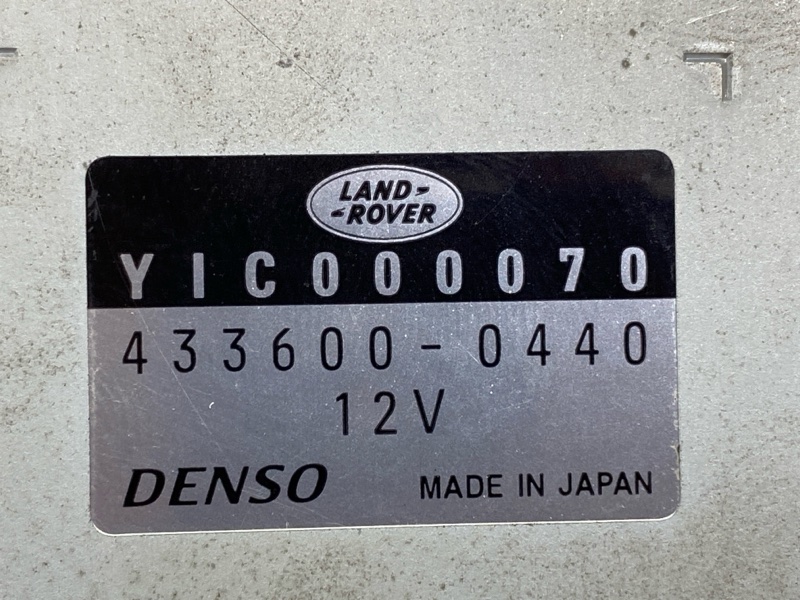 LAND-
-ROVER
YIC000070
433600-0440
12V
DENSO
MADE IN JAPAN